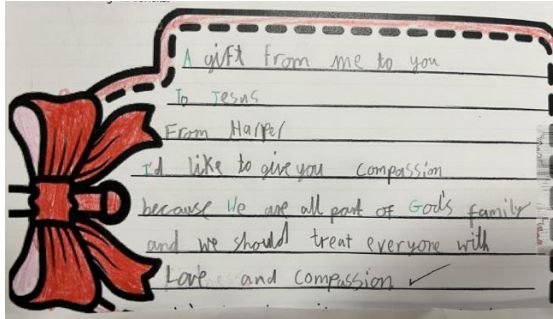 A gift from me to you
To Jesus
From Harper
I'd like to give you compassion
because We are all part of God's family
and we should treat everyone with
Love and compassion ✓